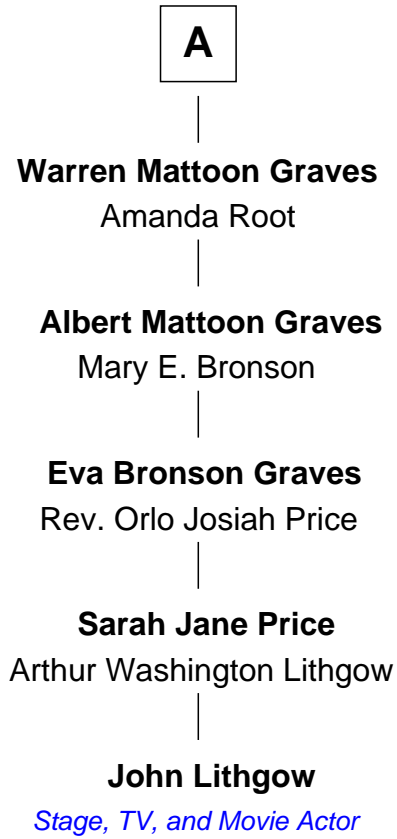 A
Warren Mattoon Graves
Amanda Root
Albert Mattoon Graves
Mary E. Bronson
Eva Bronson Graves
Rev. Orlo Josiah Price
Sarah Jane Price
Arthur Washington Lithgow
John Lithgow
Stage, TV, and Movie Actor